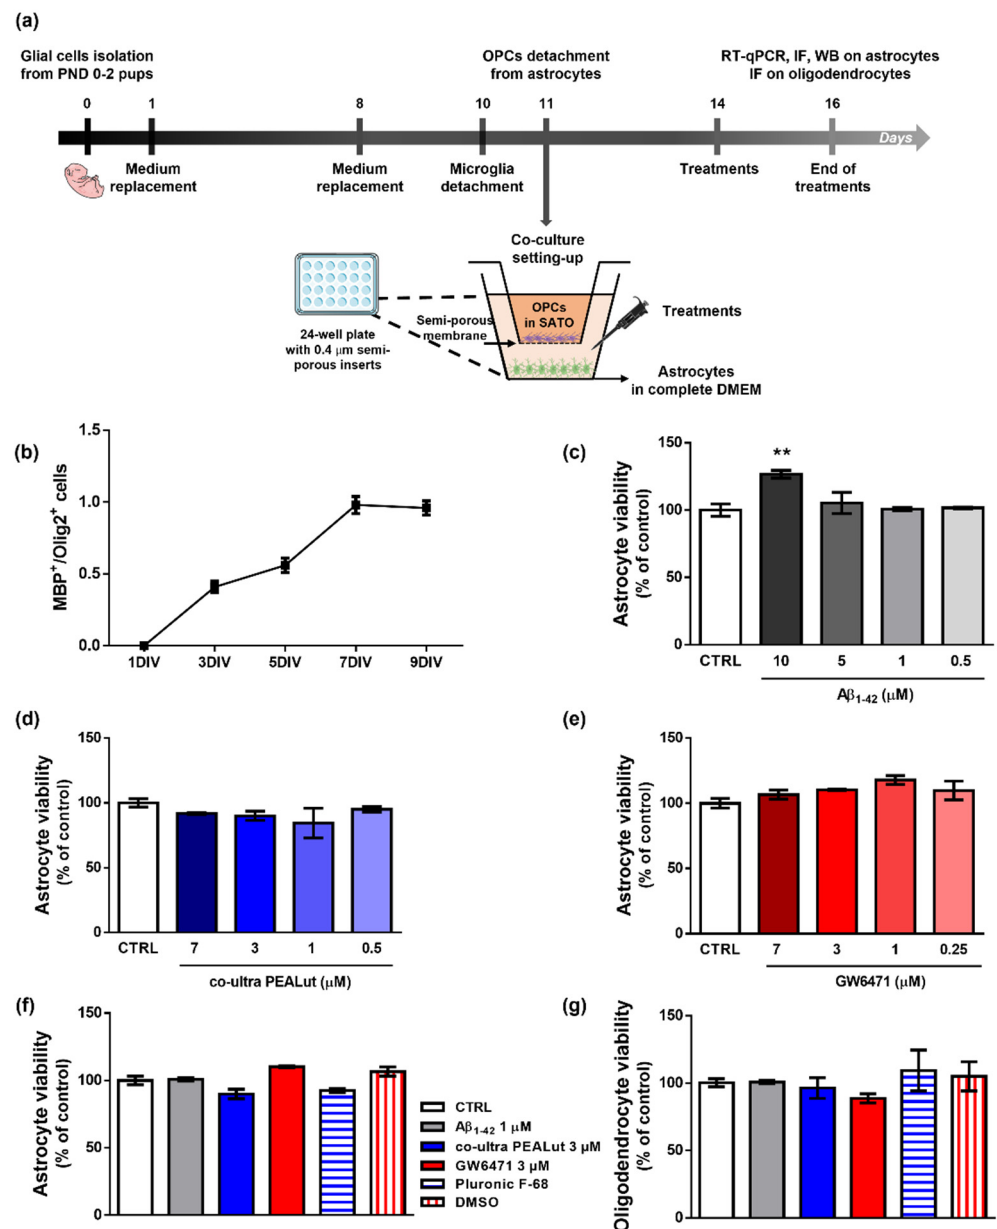 (a)
Glial cells isolation
from PND 0-2 pups
OPCs detachment
from astrocytes
RT-qPCR, IF, WB on astrocytes
IF on oligodendrocytes
0 1 8 10 11 14 16
Days
Medium
replacement
Medium
replacement
Microglia
detachment
Treatments
End of
treatments
Co-culture
setting-up
OPCs
in SATO
Semi-porous
membrane
Treatments
24-well plate
with 0.4 μm semi-
porous inserts
Astrocytes
in complete DMEM
(b)
MBP⁺/Olig2⁺ cells
1.5
1.0
0.5
0.0
1DIV 3DIV 5DIV 7DIV 9DIV
(c)
Astrocyte viability
(% of control)
150
100
50
0
**
CTRL 10 5 1 0.5
Aβ₁₋₄₂ (μM)
(d)
Astrocyte viability
(% of control)
150
100
50
0
CTRL 7 3 1 0.5
co-ultra PEALut (μM)
(e)
Astrocyte viability
(% of control)
150
100
50
0
CTRL 7 3 1 0.25
GW6471 (μM)
(f)
Astrocyte viability
(% of control)
150
100
50
0
CTRL
Aβ₁₋₄₂ 1 μM
co-ultra PEALut 3 μM
GW6471 3 μM
Pluronic F-68
DMSO
(g)
Oligodendrocyte viability
(% of control)
150
100
50
0